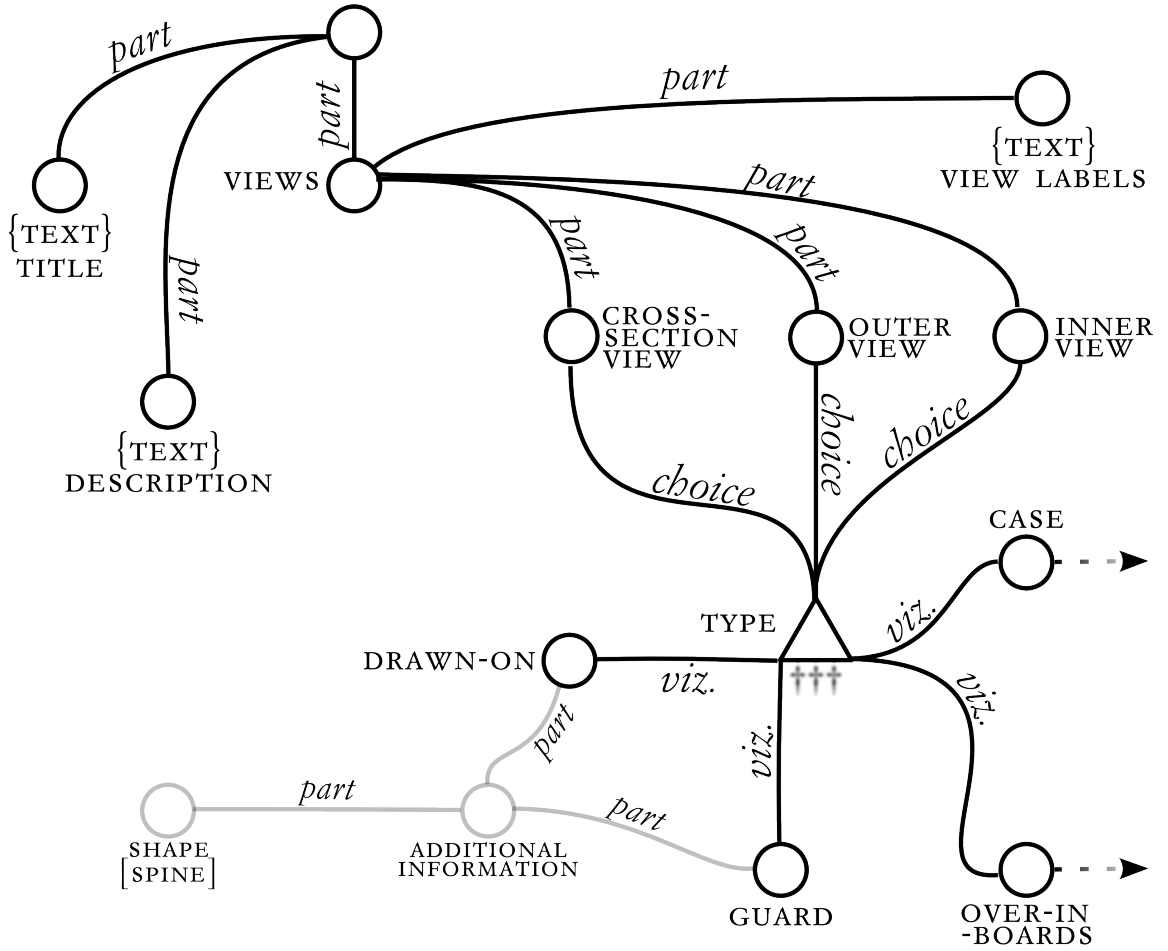 part
part
part
{TEXT}
VIEW LABELS
VIEWS
part
{TEXT}
TITLE
part
part
part
CROSS-
SECTION
VIEW
OUTER
VIEW
INNER
VIEW
{TEXT}
DESCRIPTION
choice
choice
choice
CASE
TYPE
viz.
DRAWN-ON
viz.
†††
viz.
part
viz.
part
part
SHAPE
[SPINE]
ADDITIONAL
INFORMATION
GUARD
OVER-IN
-BOARDS